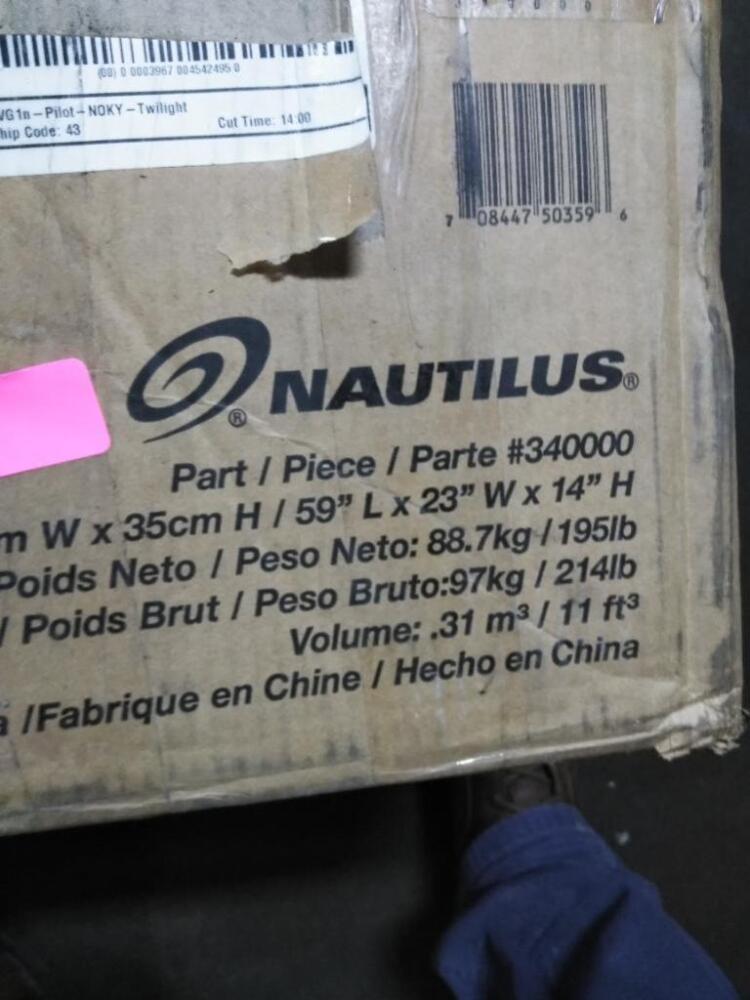 (00) 0 0003967 004542495 0
VG1n-Pilot-NOKY-Twilight
hip Code: 43
Cut Time: 14:00
7 08447 50359 6
NAUTILUS®
®
Part / Piece / Parte #340000
m W x 35cm H / 59” L x 23” W x 14” H
Poids Neto / Peso Neto: 88.7kg / 195lb
/ Poids Brut / Peso Bruto:97kg / 214lb
Volume: .31 m³ / 11 ft³
a /Fabrique en Chine / Hecho en China